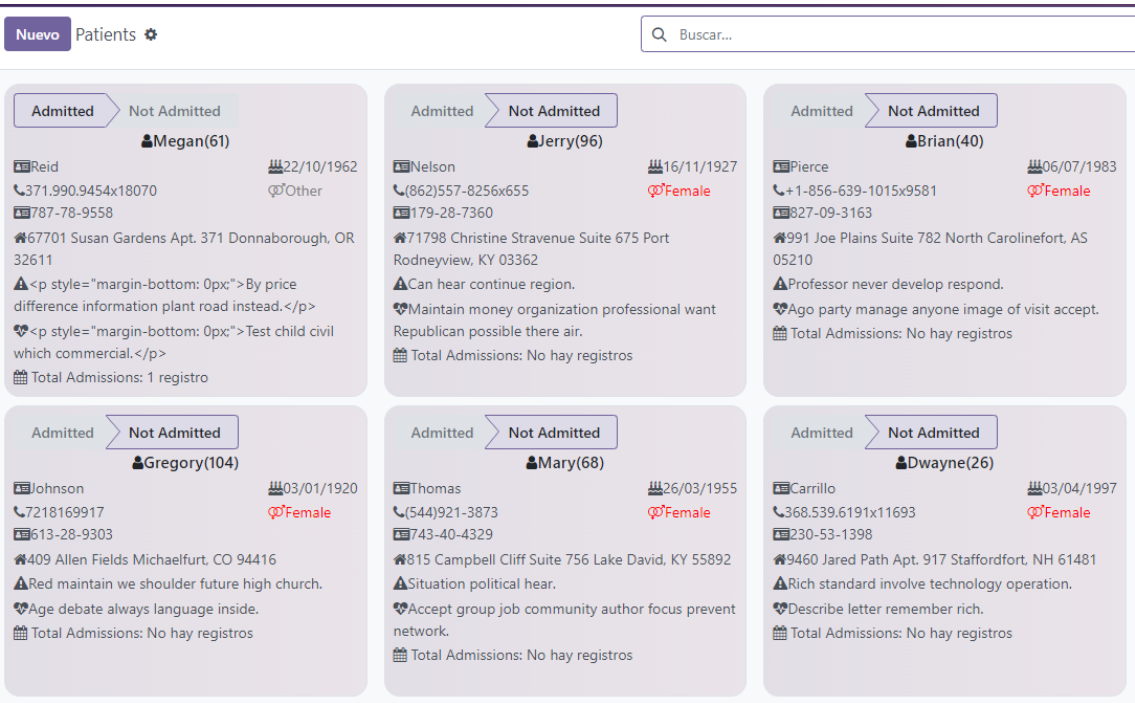 Nuevo Patients
Buscar...
Admitted Not Admitted
Megan(61)
Reid 22/10/1962
371.990.9454x18070 Other
787-78-9558
67701 Susan Gardens Apt. 371 Donnaborough, OR
32611
<p style="margin-bottom: 0px;">By price
difference information plant road instead.</p>
<p style="margin-bottom: 0px;">Test child civil
which commercial.</p>
Total Admissions: 1 registro
Admitted Not Admitted
Jerry(96)
Nelson 16/11/1927
(862)557-8256x655 Female
179-28-7360
71798 Christine Stravenue Suite 675 Port
Rodneyview, KY 03362
Can hear continue region.
Maintain money organization professional want
Republican possible there air.
Total Admissions: No hay registros
Admitted Not Admitted
Brian(40)
Pierce 06/07/1983
+1-856-639-1015x9581 Female
827-09-3163
991 Joe Plains Suite 782 North Carolinefort, AS
05210
Professor never develop respond.
Ago party manage anyone image of visit accept.
Total Admissions: No hay registros
Admitted Not Admitted
Gregory(104)
Johnson 03/01/1920
7218169917 Female
613-28-9303
409 Allen Fields Michaelfurt, CO 94416
Red maintain we shoulder future high church.
Age debate always language inside.
Total Admissions: No hay registros
Admitted Not Admitted
Mary(68)
Thomas 26/03/1955
(544)921-3873 Female
743-40-4329
815 Campbell Cliff Suite 756 Lake David, KY 55892
Situation political hear.
Accept group job community author focus prevent
network.
Total Admissions: No hay registros
Admitted Not Admitted
Dwayne(26)
Carrillo 03/04/1997
368.539.6191x11693 Female
230-53-1398
9460 Jared Path Apt. 917 Staffordfort, NH 61481
Rich standard involve technology operation.
Describe letter remember rich.
Total Admissions: No hay registros